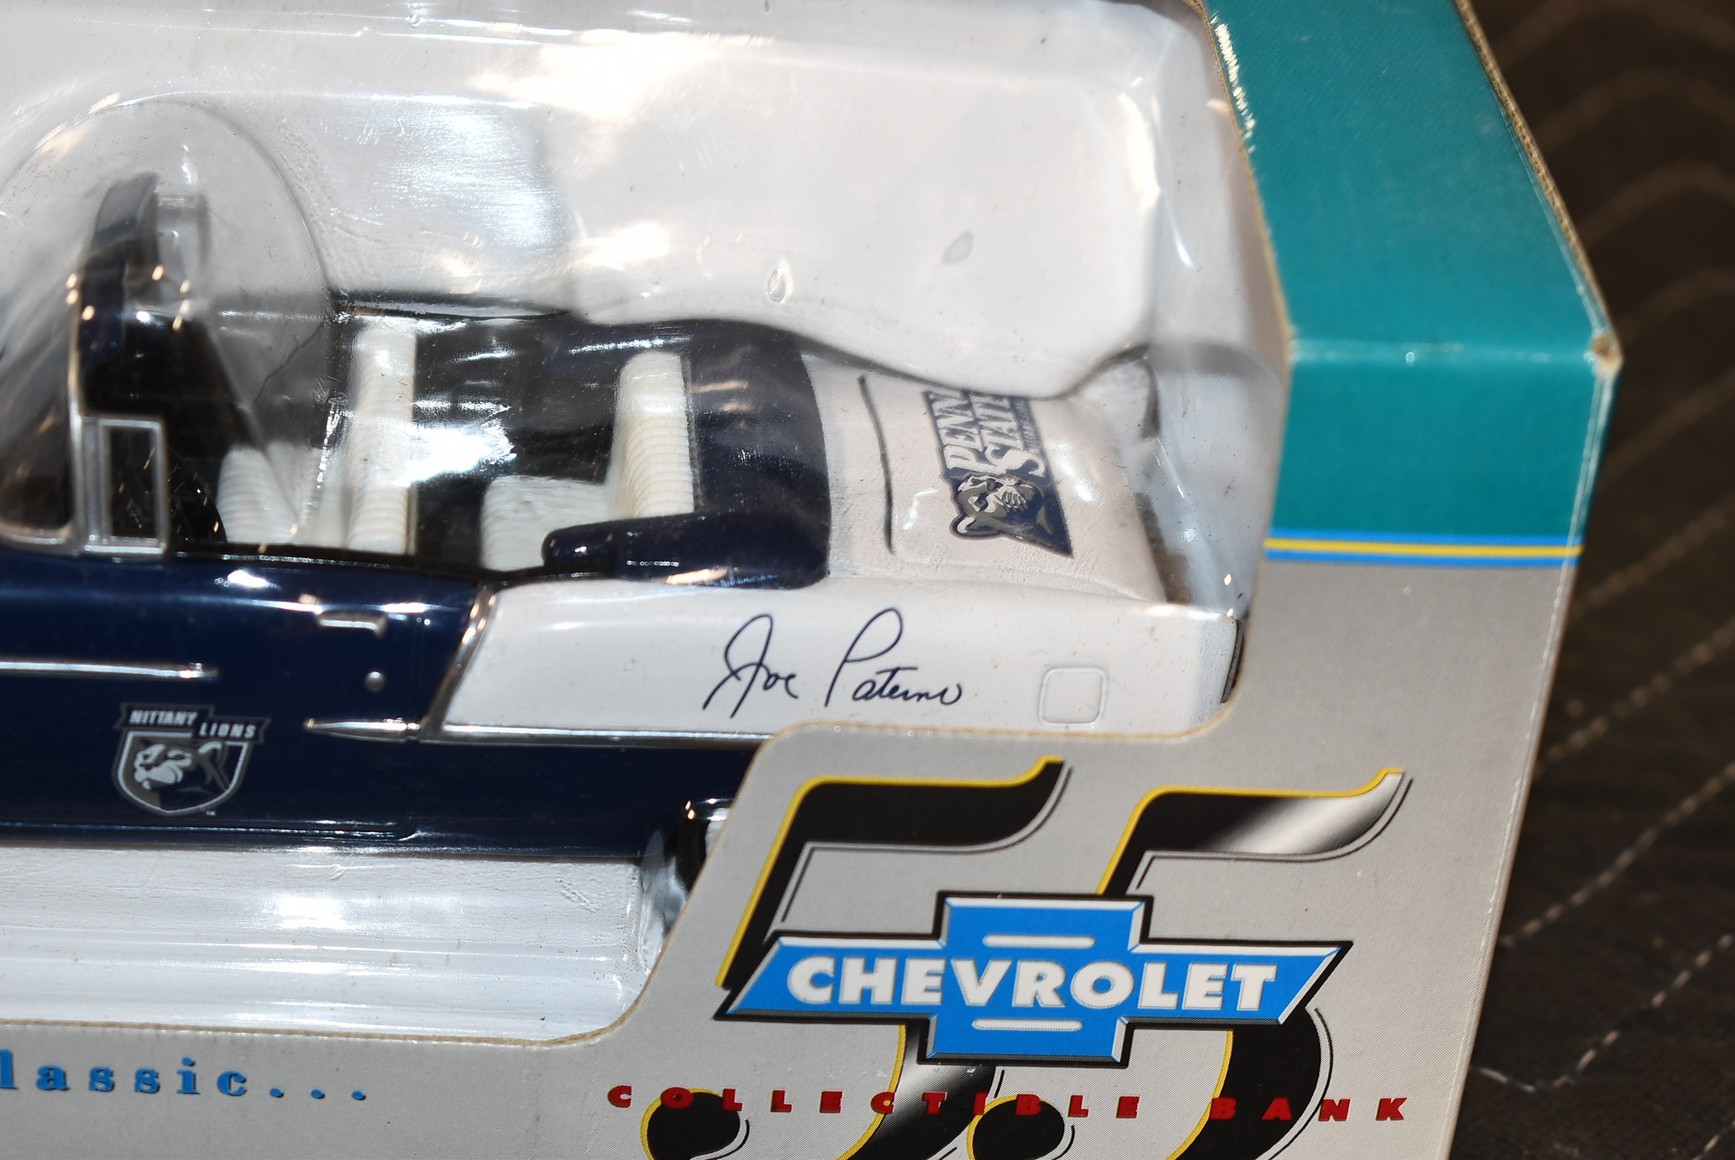 PENN
STATE
Joe Paterno
NITTANY
LIONS
55
CHEVROLET
lassic...
COLLECTIBLE BANK